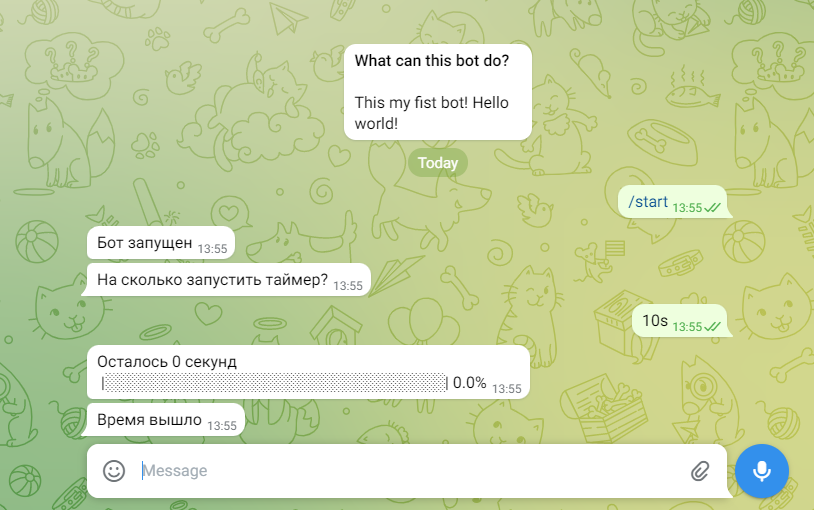 What can this bot do?
This my fist bot! Hello
world!
Today
/start 13:55
Бот запущен 13:55
На сколько запустить таймер? 13:55
10s 13:55
Осталось 0 секунд
|░░░░░░░░░░░░░░░░░░░░░░░░░░░░░░| 0.0% 13:55
Время вышло 13:55
Message